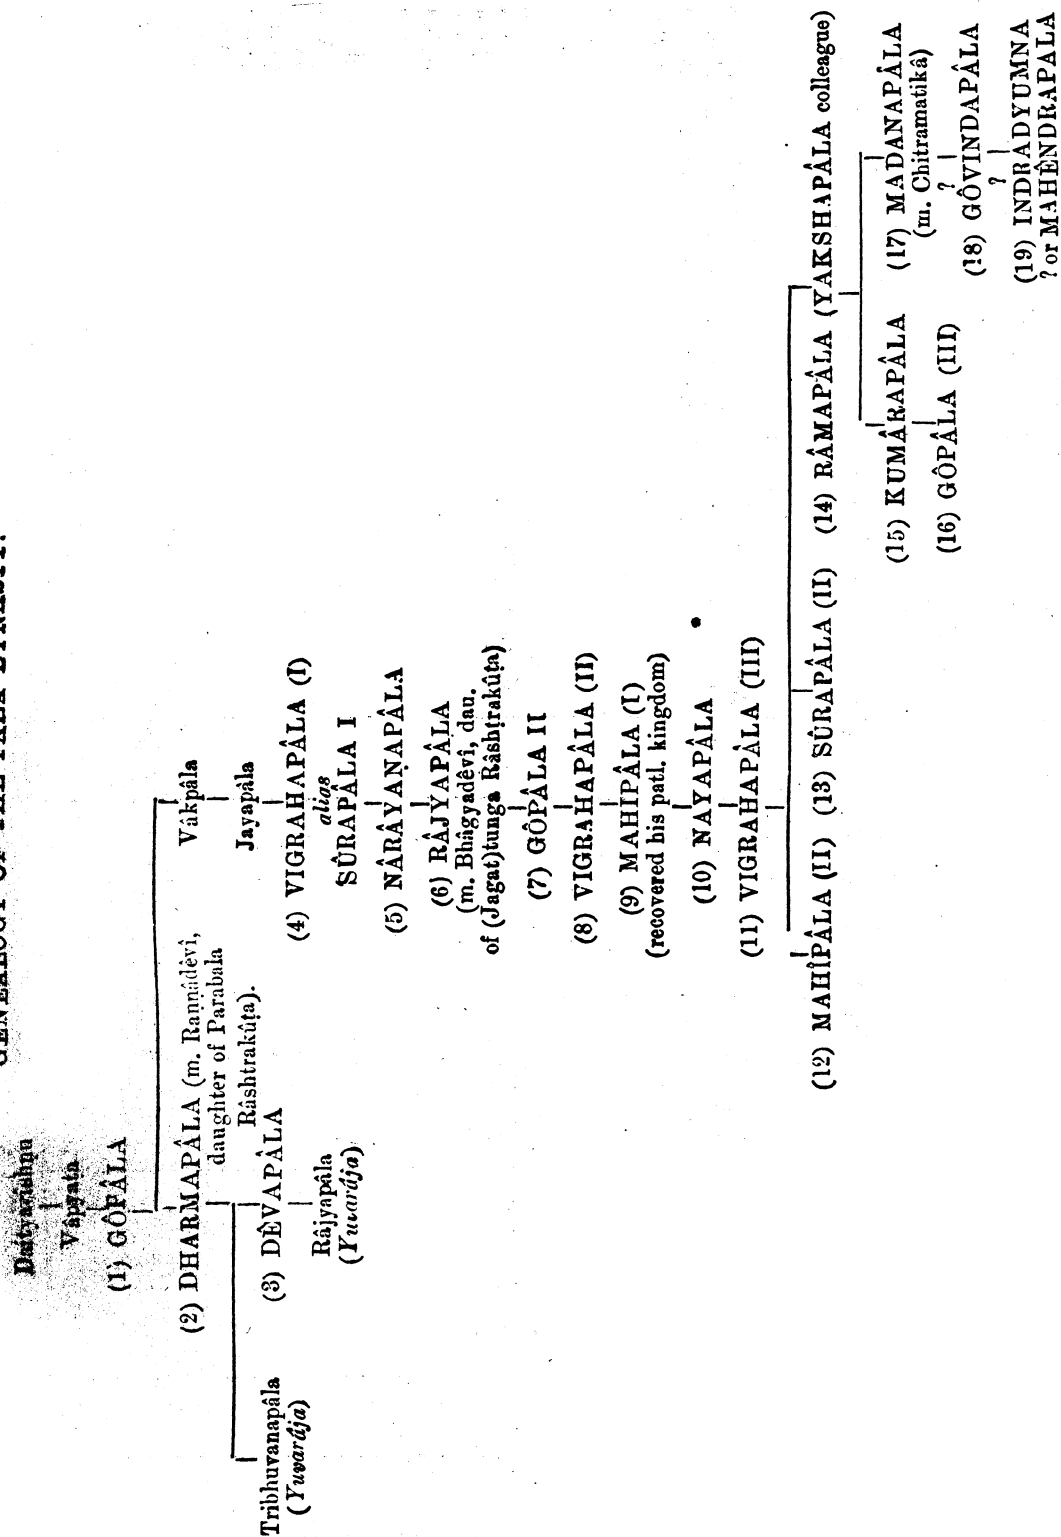 GENEALOGY OF THE PÂLA DYNASTY.
Daityavishṇu
Vapyaṭa
(1) GÔPÂLA
(2) DHARMAPÂLA (m. Raṇṇâdêvî,
daughter of Parabala
Râshtrakûṭa).
Vâkpâla
Jayapâla
Tribhuvanapâla
(Yuvarâja)
(3) DÊVAPÂLA
Râjyapâla
(Yuvarâja)
(4) VIGRAHAPÂLA (I)
alias
SÛRAPÂLA I
(5) NÂRÂYAṆAPÂLA
(6) RÂJYAPÂLA
(m. Bhâgyadêvî, dau.
of (Jagat)tunga Râshṭrakûṭa)
(7) GÔPÂLA II
(8) VIGRAHAPÂLA (II)
(9) MAHIPÂLA (I)
(recovered his patl. kingdom)
(10) NAYAPÂLA
(11) VIGRAHAPÂLA (III)
(12) MAHÎPÂLA (II) (13) SÛRAPÂLA (II) (14) RÂMAPÂLA (YAKSHAPÂLA colleague)
(15) KUMÂRAPÂLA (17) MADANAPÂLA
(m. Chitramatikâ)
(16) GÔPÂLA (III) ?
(18) GÔVINDAPÂLA
?
(19) INDRADYUMNA
? or MAHÊNDRAPALA